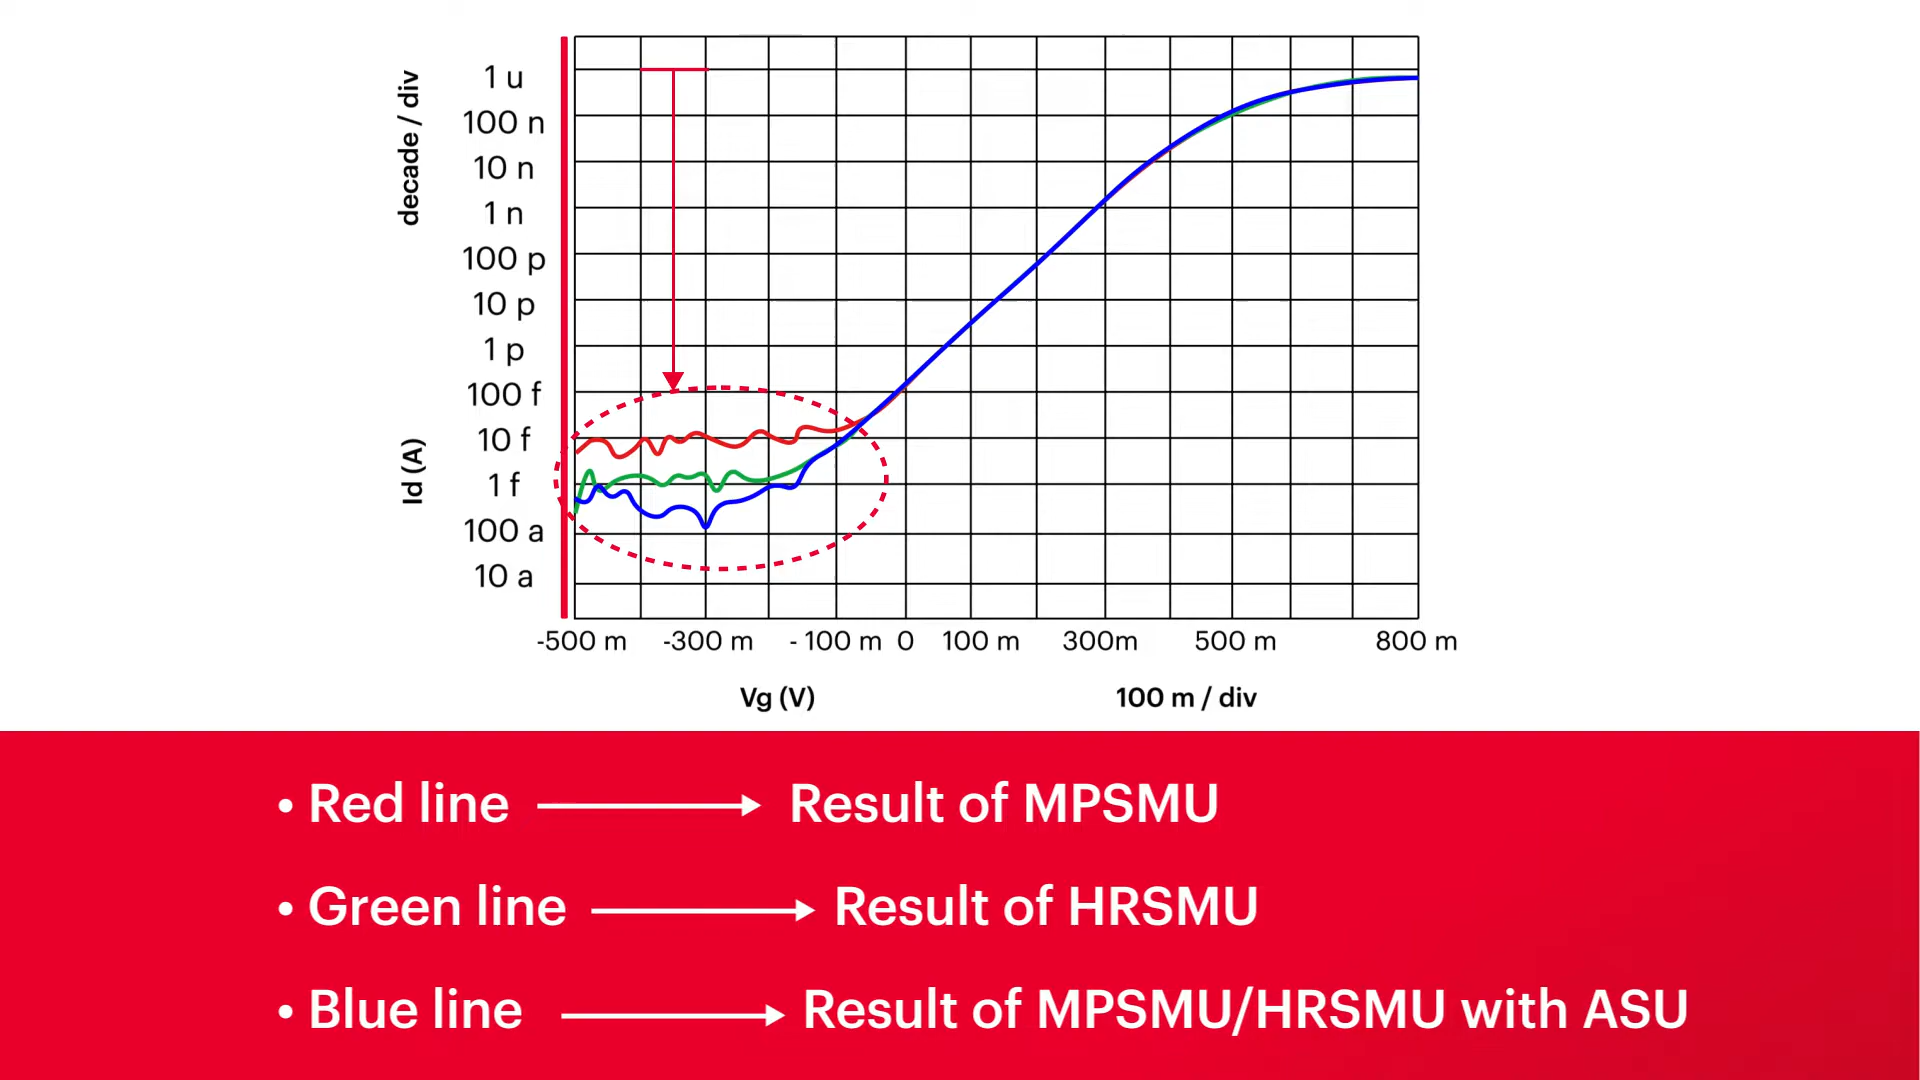 decade / div
1 u
100 n
10 n
1 n
100 p
10 p
1 p
100 f
10 f
1 f
100 a
10 a
Id (A)
-500 m -300 m - 100 m 0 100 m 300m 500 m 800 m
Vg (V) 100 m / div
• Red line Result of MPSMU
• Green line Result of HRSMU
• Blue line Result of MPSMU/HRSMU with ASU